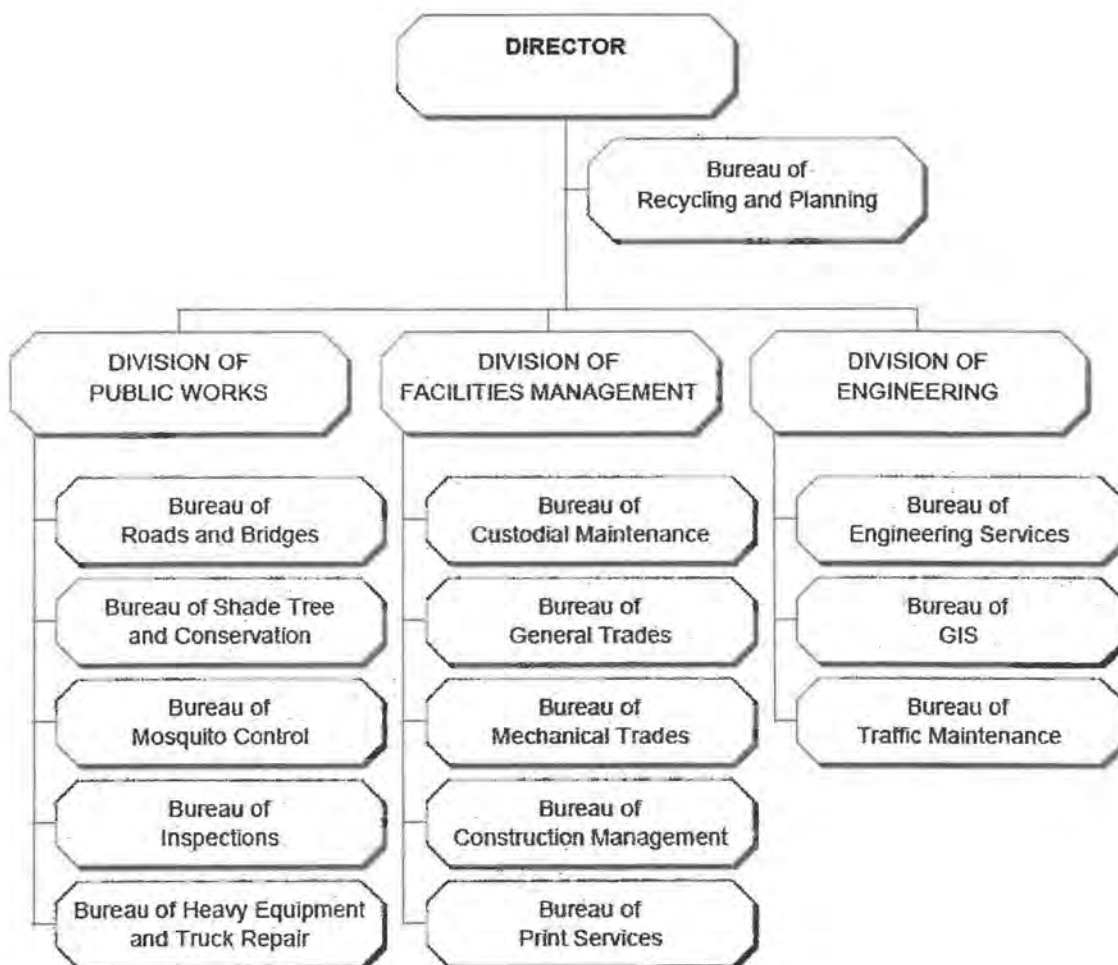 DIRECTOR
Bureau of
Recycling and Planning
DIVISION OF
PUBLIC WORKS
Bureau of
Roads and Bridges
Bureau of Shade Tree
and Conservation
Bureau of
Mosquito Control
Bureau of
Inspections
Bureau of Heavy Equipment
and Truck Repair
DIVISION OF
FACILITIES MANAGEMENT
Bureau of
Custodial Maintenance
Bureau of
General Trades
Bureau of
Mechanical Trades
Bureau of
Construction Management
Bureau of
Print Services
DIVISION OF
ENGINEERING
Bureau of
Engineering Services
Bureau of
GIS
Bureau of
Traffic Maintenance